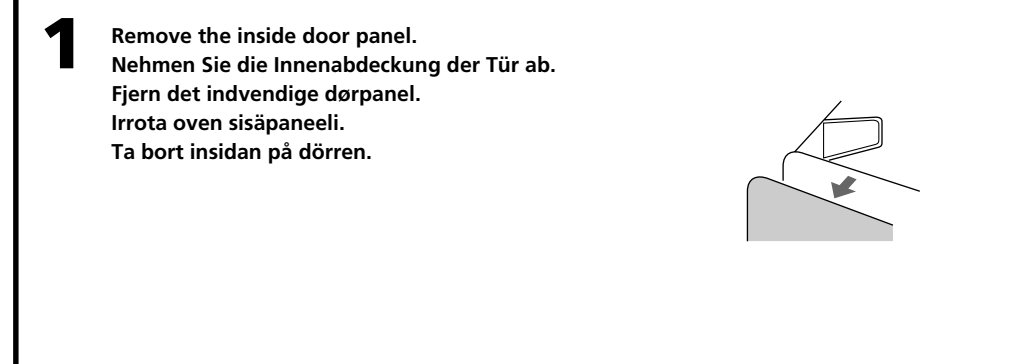 1
Remove the inside door panel.
Nehmen Sie die Innenabdeckung der Tür ab.
Fjern det indvendige dørpanel.
Irrota oven sisäpaneeli.
Ta bort insidan på dörren.